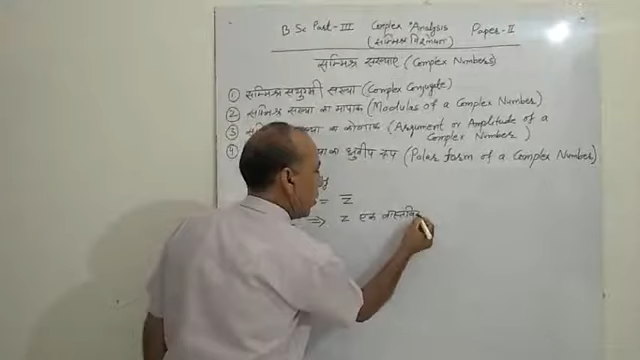 B Sc Part-III Complex Analysis Paper-II
(सम्मिश्र विश्लेषण)
सम्मिश्र संख्याएं (Complex Numbers)
① सम्मिश्र संयुग्मी संख्या (Complex Conjugate)
② सम्मिश्र संख्या का मापांक (Modulas of a Complex Number)
③ का कोणांक (Argument or Amplitude of a
Complex Number)
④ ध्रुवीय रूप (Polar form of a Complex Number)
y
= z̅
⇒ z एक वास्तविक